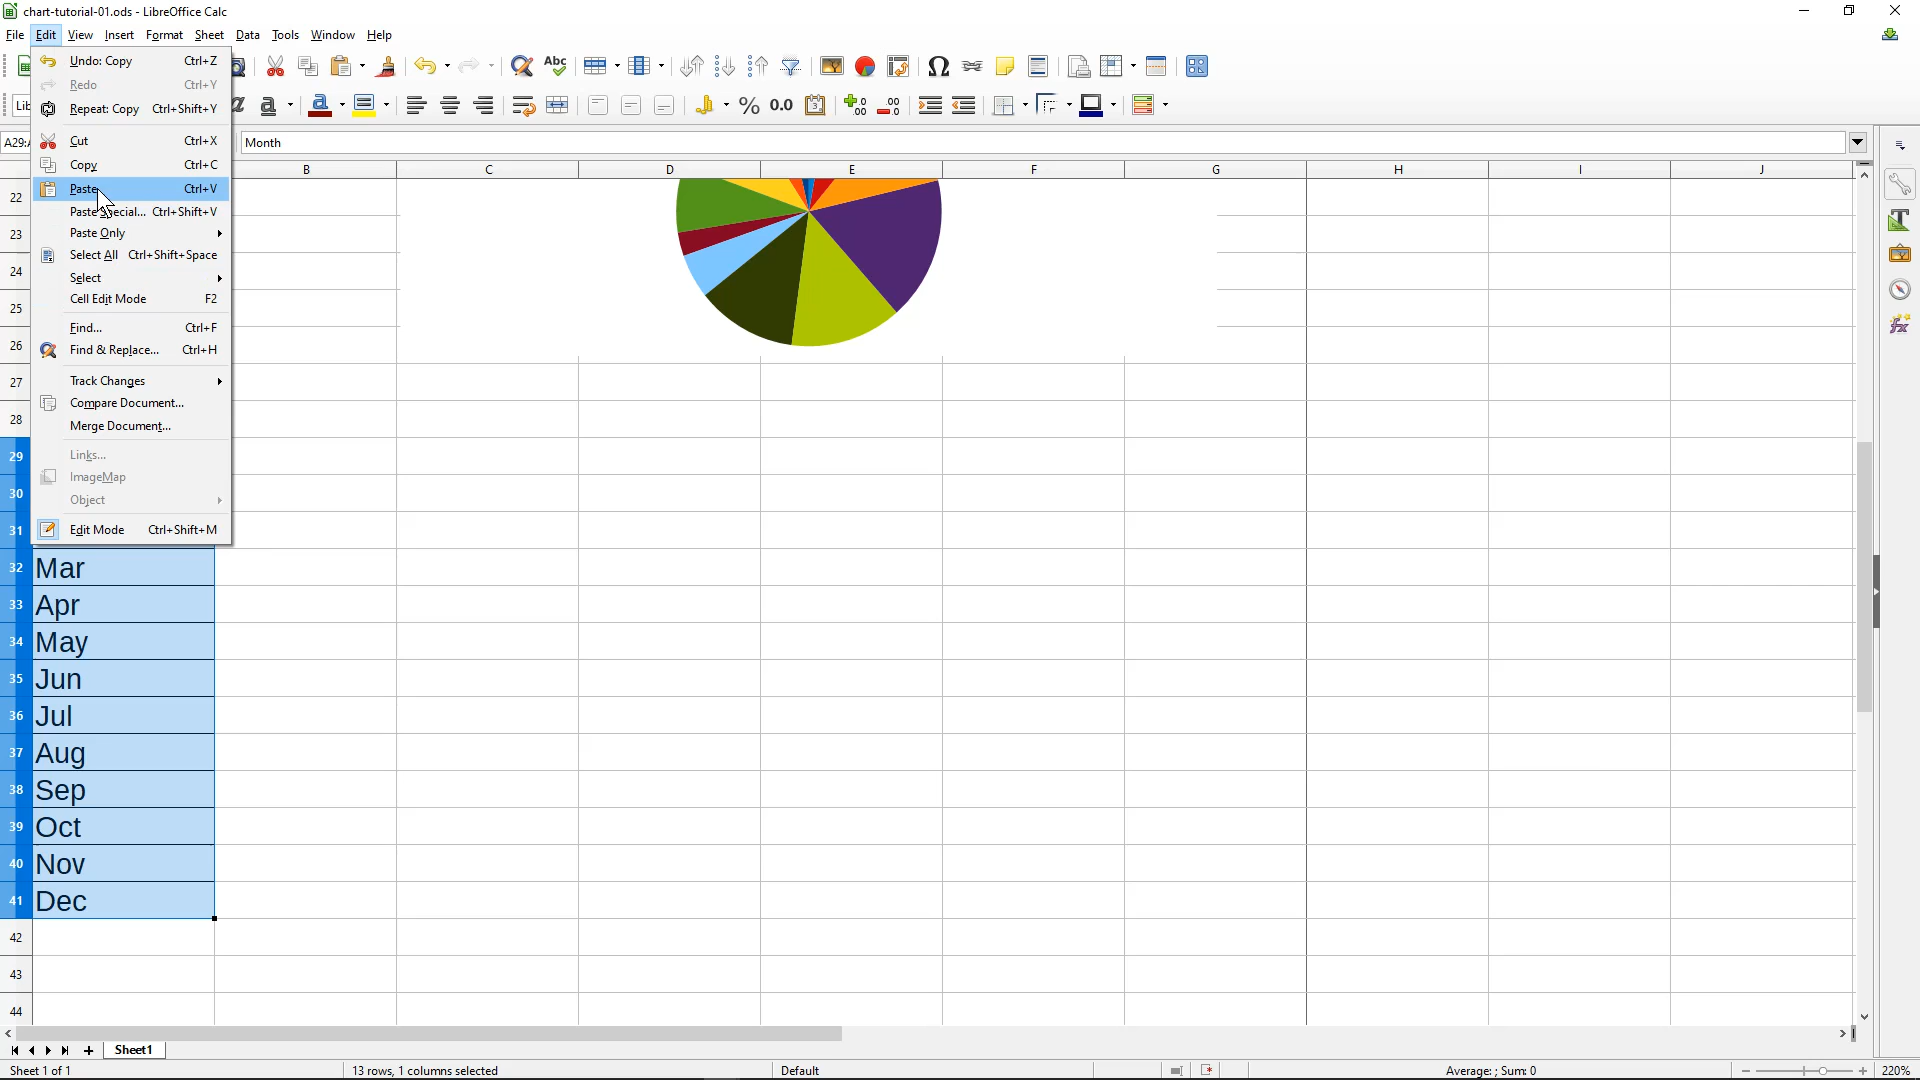 chart-tutorial-01.ods - LibreOffice Calc
File Edit View Insert Format Sheet Data Tools Window Help
Undo: Copy Ctrl+Z
Redo Ctrl+Y
Repeat: Copy Ctrl+Shift+Y
Cut Ctrl+X
Copy Ctrl+C
Paste Ctrl+V
Paste Special... Ctrl+Shift+V
Paste Only
Select All Ctrl+Shift+Space
Select
Cell Edit Mode F2
Find... Ctrl+F
Find & Replace... Ctrl+H
Track Changes
Compare Document...
Merge Document...
Links...
ImageMap
Object
Edit Mode Ctrl+Shift+M
Abc
Lib
a a % 0.0
A29: Month
B C D E F G H I J
22
23
24
25
26
27
28
29
30
31
32 Mar
33 Apr
34 May
35 Jun
36 Jul
37 Aug
38 Sep
39 Oct
40 Nov
41 Dec
42
43
44
Sheet1
Sheet 1 of 1 13 rows, 1 columns selected Default Average: ; Sum: 0 220%